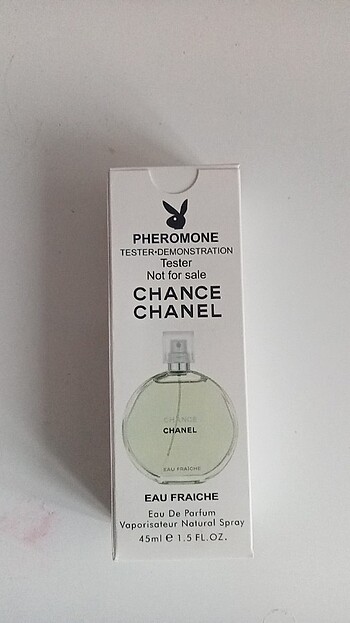 PHEROMONE
TESTER•DEMONSTRATION
Tester
Not for sale
CHANCE
CHANEL
CHANCE
CHANEL
EAU FRAICHE
EAU FRAICHE
Eau De Parfum
Vaporisateur Natural Spray
45ml e 1.5 FL.OZ.